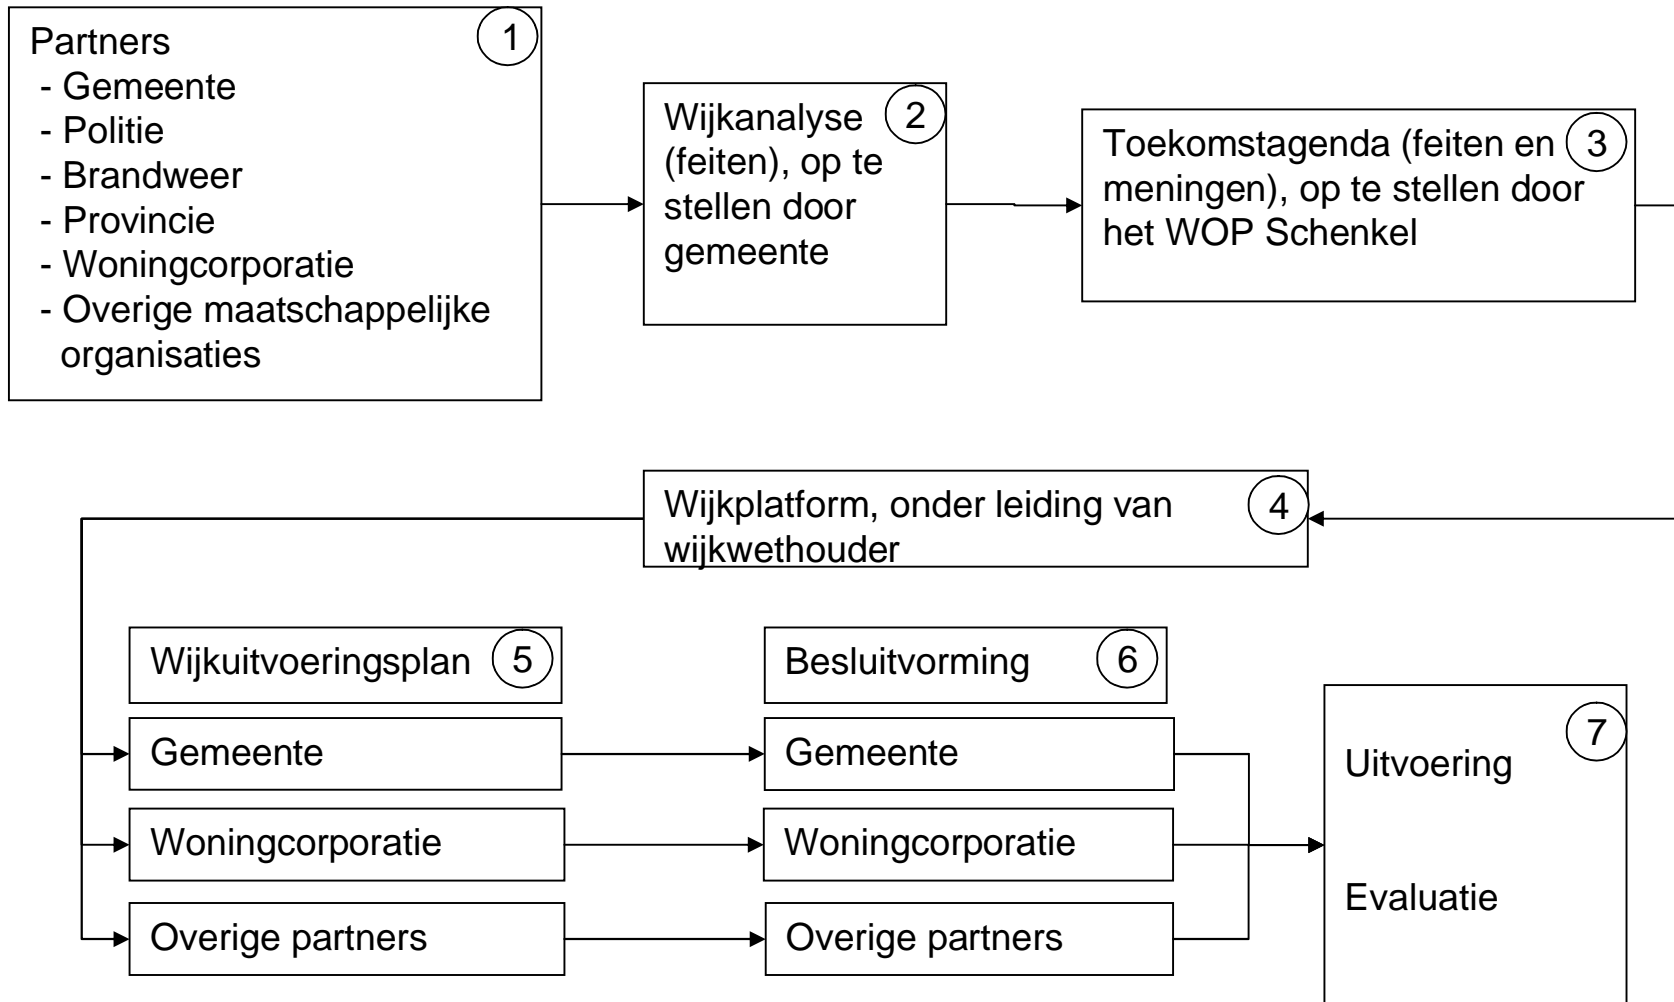 Partners
1
- Gemeente
- Politie
- Brandweer
- Provincie
- Woningcorporatie
- Overige maatschappelijke
organisaties
Wijkanalyse
2
(feiten), op te
stellen door
gemeente
Toekomstagenda (feiten en
3
meningen), op te stellen door
het WOP Schenkel
Wijkplatform, onder leiding van
4
wijkwethouder
Wijkuitvoeringsplan
5
Gemeente
Woningcorporatie
Overige partners
Besluitvorming
6
Gemeente
Woningcorporatie
Overige partners
7
Uitvoering
Evaluatie